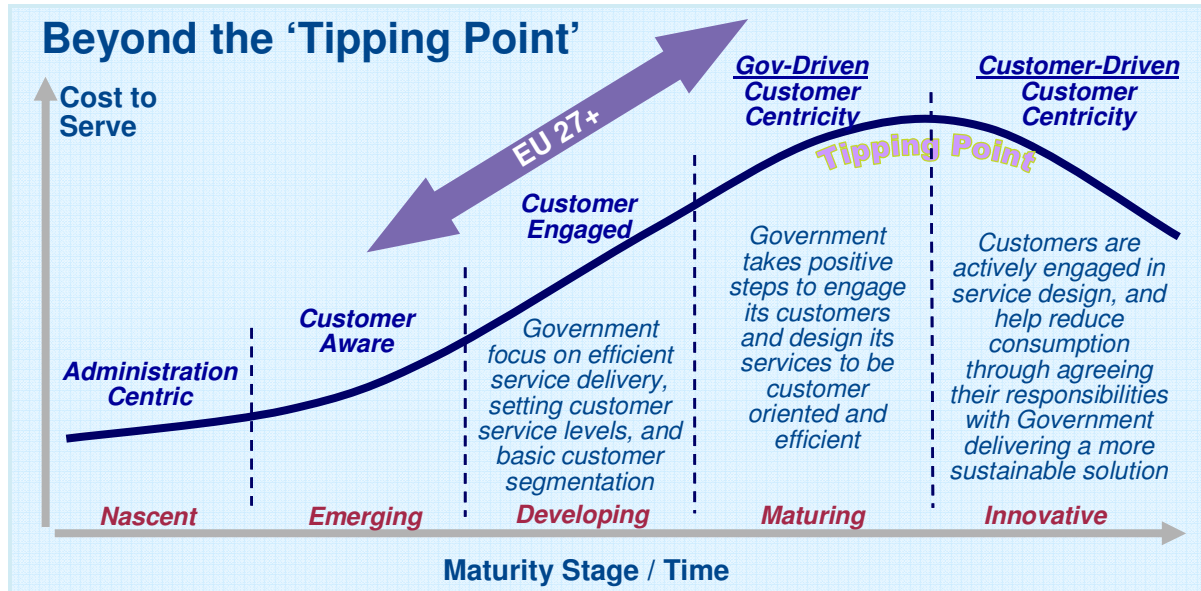 Beyond the ‘Tipping Point’
Cost to
Serve
EU 27+
Gov-Driven
Customer
Centricity
Customer-Driven
Customer
Centricity
Tipping Point
Customer
Engaged
Customer
Aware
Administration
Centric
Government
focus on efficient
service delivery,
setting customer
service levels, and
basic customer
segmentation
Government
takes positive
steps to engage
its customers
and design its
services to be
customer
oriented and
efficient
Customers are
actively engaged in
service design, and
help reduce
consumption
through agreeing
their responsibilities
with Government
delivering a more
sustainable solution
Nascent
Emerging
Developing
Maturing
Innovative
Maturity Stage / Time